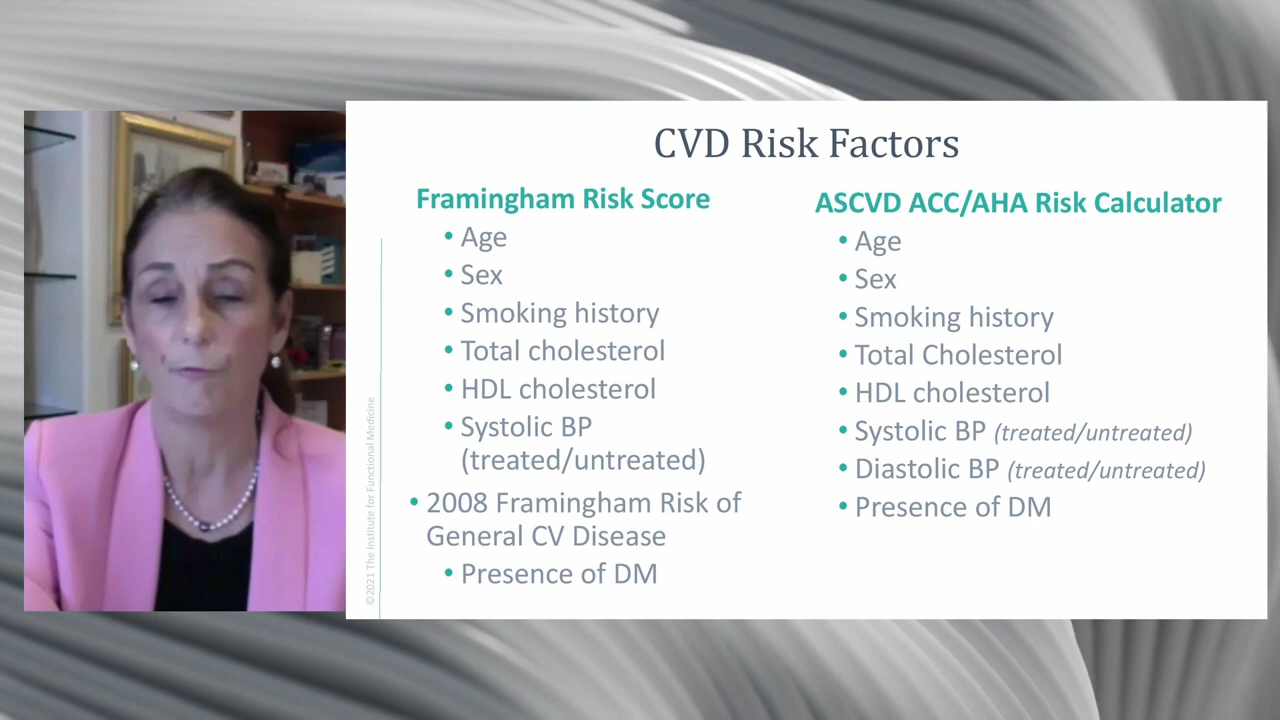 CVD Risk Factors
Framingham Risk Score
• Age
• Sex
• Smoking history
• Total cholesterol
• HDL cholesterol
• Systolic BP
(treated/untreated)
• 2008 Framingham Risk of
General CV Disease
• Presence of DM
ASCVD ACC/AHA Risk Calculator
• Age
• Sex
• Smoking history
• Total Cholesterol
• HDL cholesterol
• Systolic BP (treated/untreated)
• Diastolic BP (treated/untreated)
• Presence of DM
©2021 The Institute for Functional Medicine